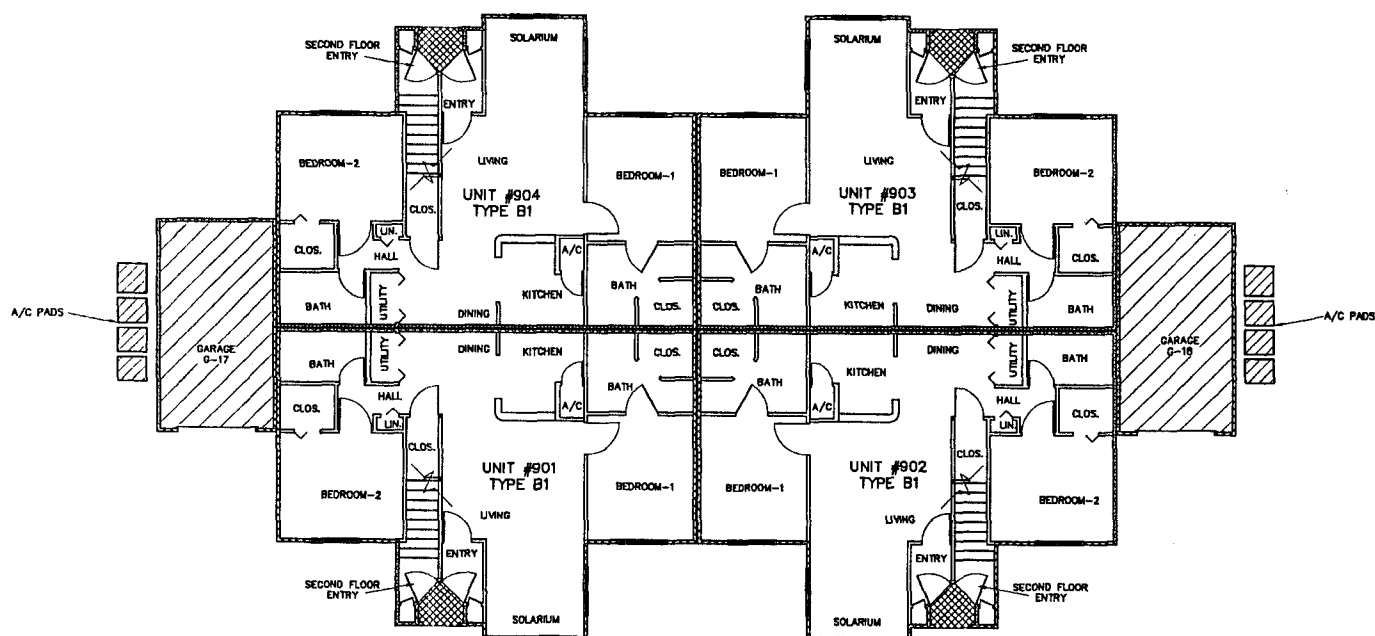 SOLARIUM
SOLARIUM
SECOND FLOOR
ENTRY
SECOND FLOOR
ENTRY
ENTRY
ENTRY
BEDROOM-2
LIVING
BEDROOM-1
BEDROOM-1
LIVING
BEDROOM-2
UNIT #904
TYPE B1
UNIT #903
TYPE B1
CLOS.
CLOS.
LIN.
LIN.
CLOS.
HALL
A/C
A/C
HALL
CLOS.
BATH
UTILITY
DINING
KITCHEN
BATH
CLOS.
CLOS.
BATH
KITCHEN
DINING
UTILITY
BATH
A/C PADS
A/C PADS
GARAGE
G-17
GARAGE
G-18
BATH
UTILITY
DINING
KITCHEN
BATH
CLOS.
CLOS.
BATH
KITCHEN
DINING
UTILITY
BATH
CLOS.
HALL
A/C
A/C
HALL
CLOS.
LIN.
LIN.
CLOS.
CLOS.
UNIT #901
TYPE B1
UNIT #902
TYPE B1
BEDROOM-2
LIVING
BEDROOM-1
BEDROOM-1
LIVING
BEDROOM-2
ENTRY
ENTRY
SECOND FLOOR
ENTRY
SECOND FLOOR
ENTRY
SOLARIUM
SOLARIUM